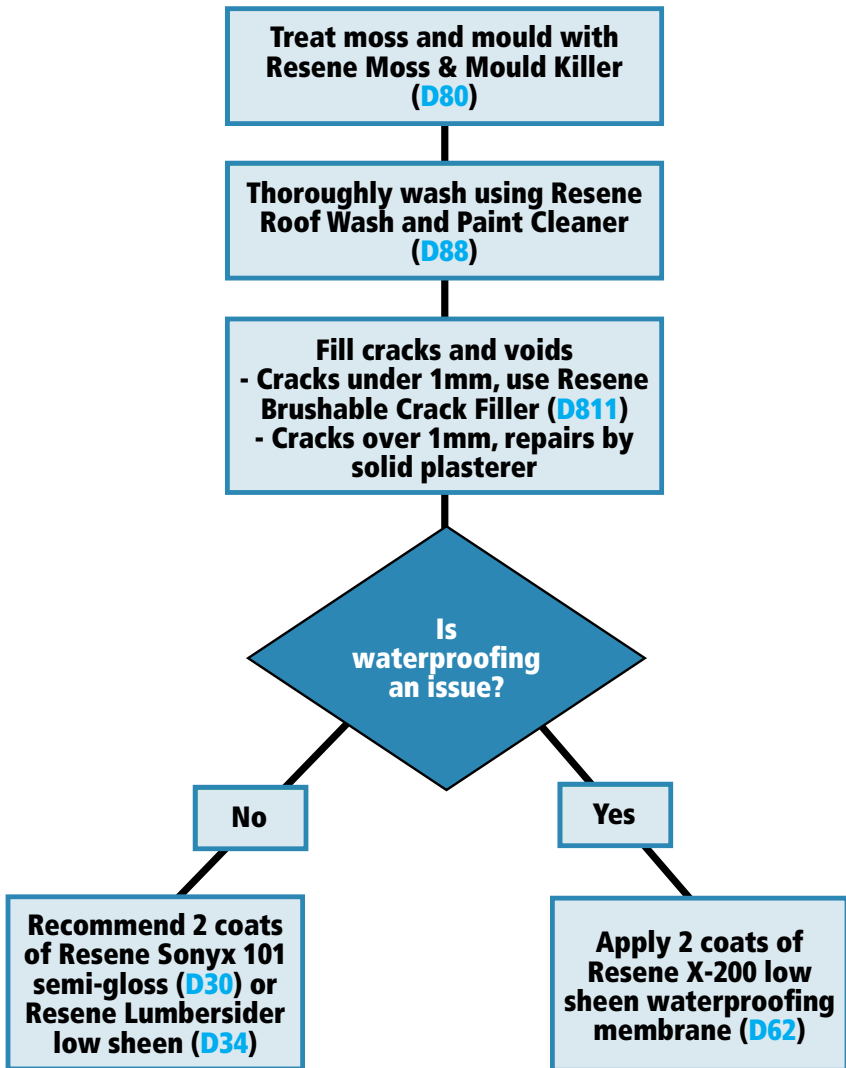 Treat moss and mould with
Resene Moss & Mould Killer
(D80)
Thoroughly wash using Resene
Roof Wash and Paint Cleaner
(D88)
Fill cracks and voids
- Cracks under 1mm, use Resene
Brushable Crack Filler (D811)
- Cracks over 1mm, repairs by
solid plasterer
Is
waterproofing
an issue?
No
Yes
Recommend 2 coats
of Resene Sonyx 101
semi-gloss (D30) or
Resene Lumbersider
low sheen (D34)
Apply 2 coats of
Resene X-200 low
sheen waterproofing
membrane (D62)